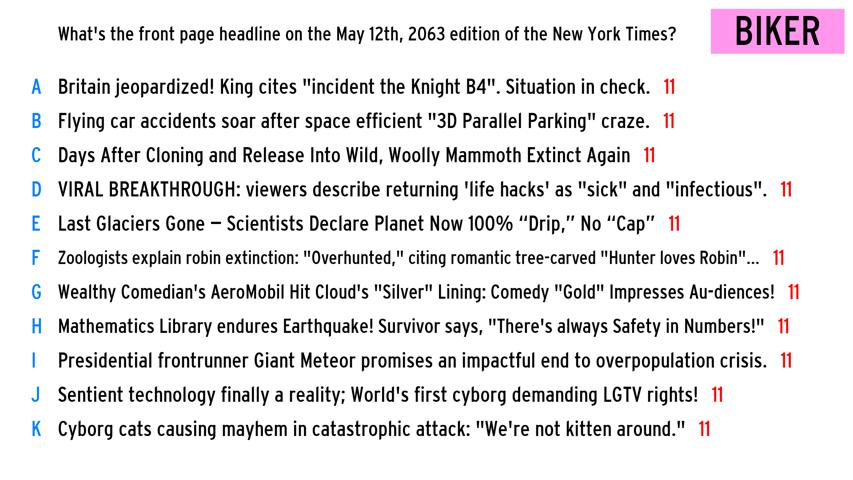 What's the front page headline on the May 12th, 2063 edition of the New York Times?
BIKER
A Britain jeopardized! King cites "incident the Knight B4". Situation in check. 11
B Flying car accidents soar after space efficient "3D Parallel Parking" craze. 11
C Days After Cloning and Release Into Wild, Woolly Mammoth Extinct Again 11
D VIRAL BREAKTHROUGH: viewers describe returning 'life hacks' as "sick" and "infectious". 11
E Last Glaciers Gone – Scientists Declare Planet Now 100% “Drip,” No “Cap” 11
F Zoologists explain robin extinction: "Overhunted," citing romantic tree-carved "Hunter loves Robin"... 11
G Wealthy Comedian's AeroMobil Hit Cloud's "Silver" Lining: Comedy "Gold" Impresses Au-diences! 11
H Mathematics Library endures Earthquake! Survivor says, "There's always Safety in Numbers!" 11
I Presidential frontrunner Giant Meteor promises an impactful end to overpopulation crisis. 11
J Sentient technology finally a reality; World's first cyborg demanding LGTV rights! 11
K Cyborg cats causing mayhem in catastrophic attack: "We're not kitten around." 11